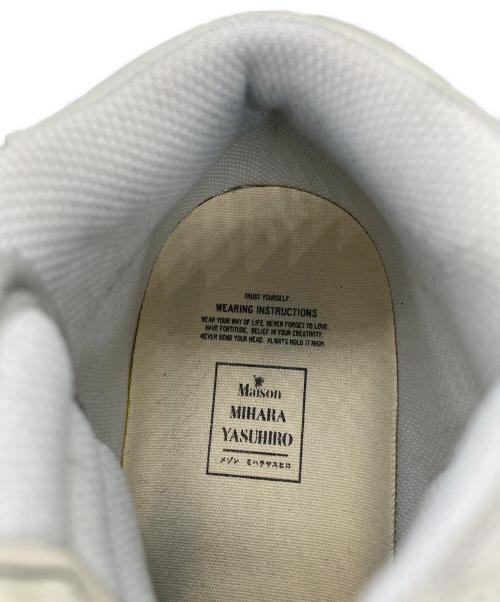 TRUST YOURSELF.
WEARING INSTRUCTIONS
WEAR YOUR WAY OF LIFE. NEVER FORGET TO LOVE.
HAVE FORTITUDE. BELIEF IN YOUR CREATIVITY.
NEVER BEND YOUR HEAD. ALWAYS HOLD IT HIGH.
Maison
MIHARA
YASUHIRO
メゾン ミハラヤスヒロ